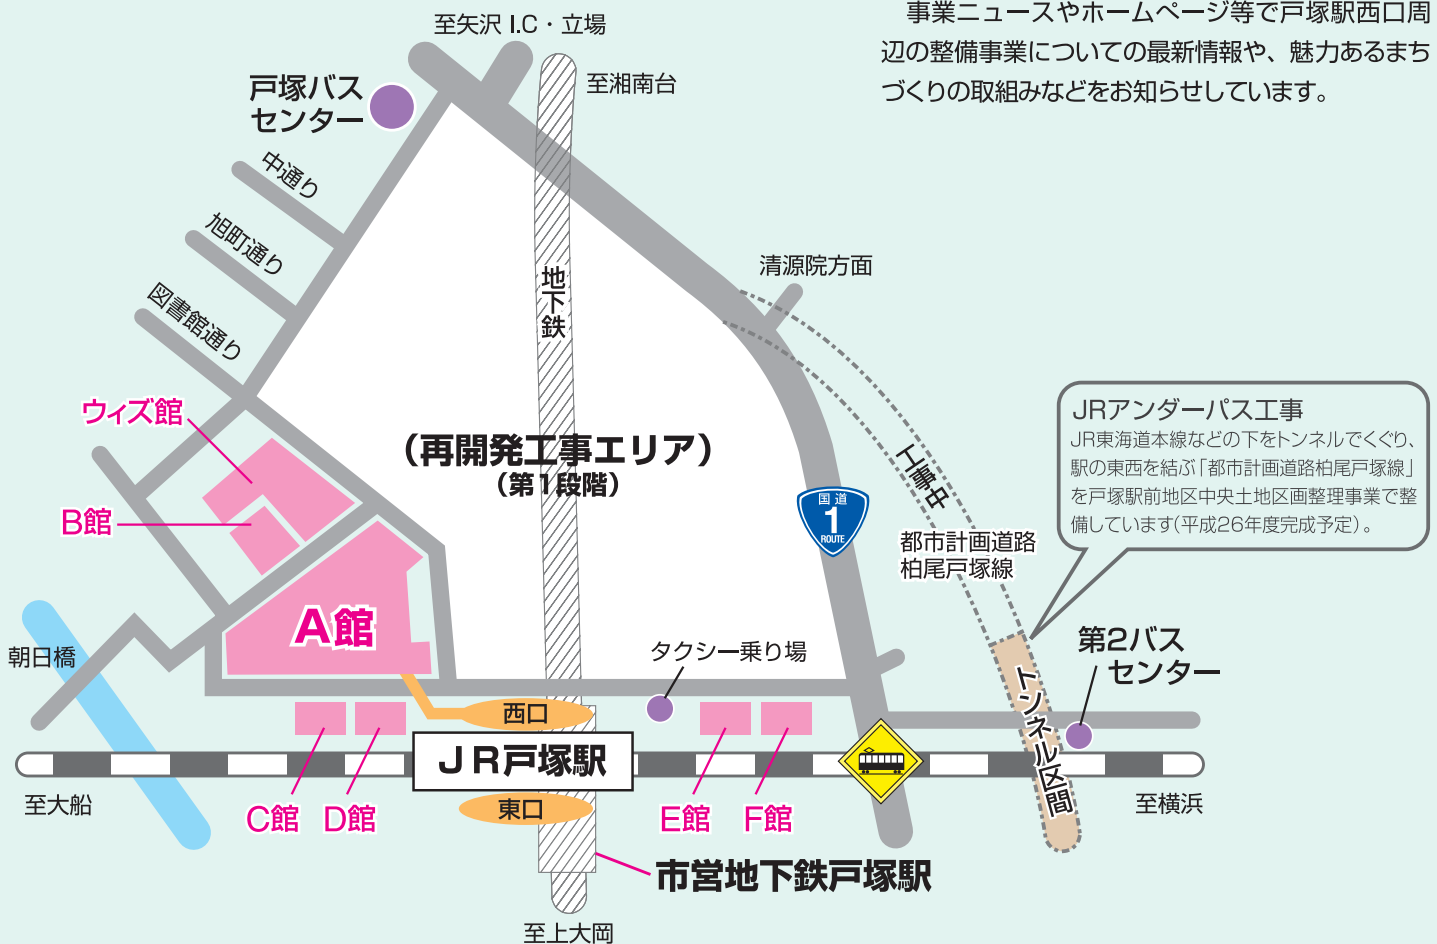 事業ニュースやホームページ等で戸塚駅西口周
辺の整備事業についての最新情報や、魅力あるまち
づくりの取組みなどをお知らせしています。
至矢沢 I.C・立場
至湘南台
戸塚バス
センター
中通り
旭町通り
図書館通り
地下鉄
清源院方面
ウィズ館
B館
(再開発工事エリア)
(第1段階)
国道
1
ROUTE
工事中
都市計画道路
柏尾戸塚線
JRアンダーパス工事
JR東海道本線などの下をトンネルでくぐり、
駅の東西を結ぶ「都市計画道路柏尾戸塚線」
を戸塚駅前地区中央土地区画整理事業で整
備しています(平成26年度完成予定)。
A館
朝日橋
タクシー乗り場
第2バス
センター
トンネル区間
西口
JR戸塚駅
東口
至大船
C館
D館
E館
F館
至横浜
市営地下鉄戸塚駅
至上大岡